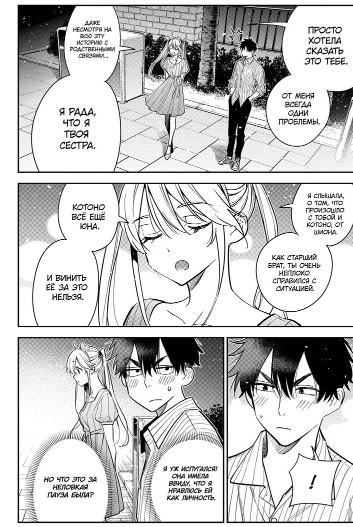 ПРОСТО
ХОТЕЛА
СКАЗАТЬ
ЭТО ТЕБЕ.
ОТ МЕНЯ
ВСЕГДА
ОДНИ
ПРОБЛЕМЫ.
ДАЖЕ
НЕСМОТРЯ НА
ВСЮ ЭТУ
ИСТОРИЮ С
РОДСТВЕННЫМИ
СВЯЗЯМИ...
Я РАДА,
ЧТО Я
ТВОЯ
СЕСТРА.
Я СЛЫШАЛА
О ТОМ, ЧТО
ПРОИЗОШЛО
С ТОБОЙ И
КОТОНО, ОТ
ШИОНА.
КАК СТАРШИЙ
БРАТ, ТЫ ОЧЕНЬ
НЕПЛОХО
СПРАВИЛСЯ С
СИТУАЦИЕЙ.
КОТОНО
ВСЁ ЕЩЁ
ЮНА.
И ВИНИТЬ
ЕЁ ЗА ЭТО
НЕЛЬЗЯ.
!
Я УЖ ИСПУГАЛСЯ!
ОНА ИМЕЛА
ВВИДУ, ЧТО Я
НРАВЛЮСЬ ЕЙ
КАК ЛИЧНОСТЬ.
НО ЧТО ЭТО ЗА
НЕЛОВКАЯ
ПАУЗА БЫЛА?